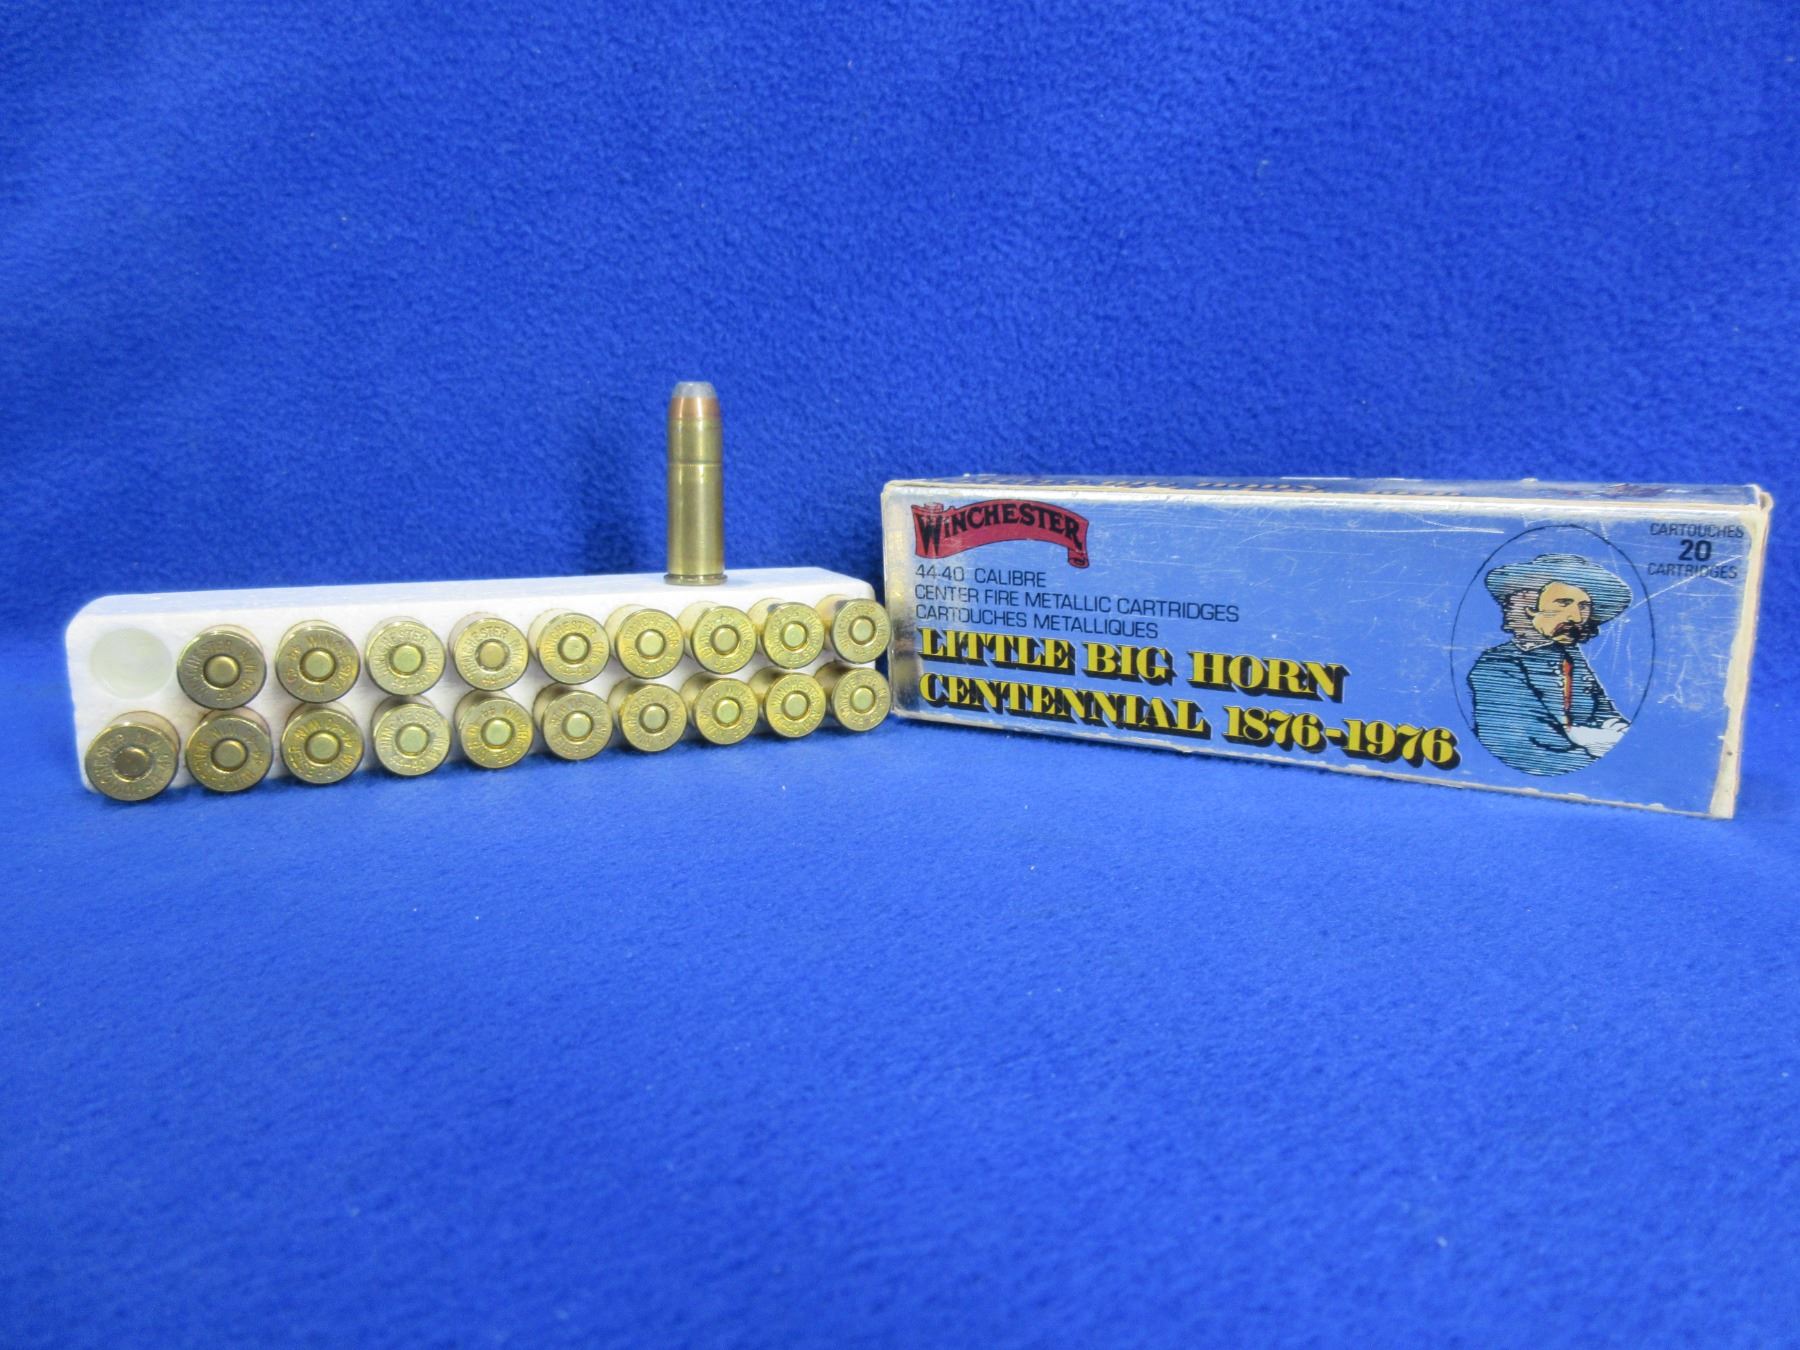 WINCHESTER
44-40 CALIBRE
CENTER FIRE METALLIC CARTRIDGES
CARTOUCHES METALLIQUES
LITTLE BIG HORN
CENTENNIAL 1876-1976
CARTOUCHES
20
CARTRIDGES